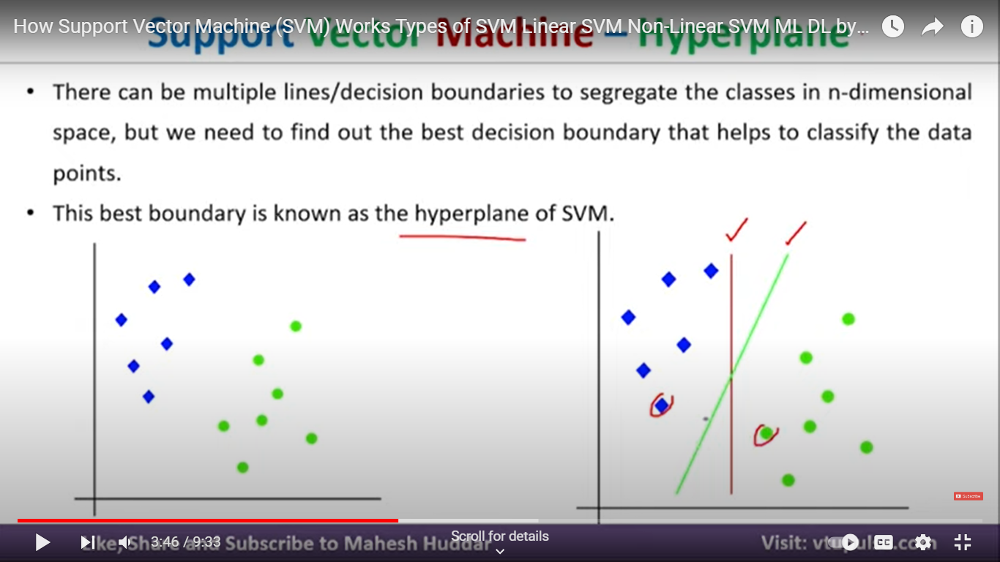 How Support Vector Machine (SVM) Works Types of SVM Linear SVM Non-Linear SVM ML DL by...
Support Vector Machine – Hyperplane
• There can be multiple lines/decision boundaries to segregate the classes in n-dimensional
space, but we need to find out the best decision boundary that helps to classify the data
points.
• This best boundary is known as the hyperplane of SVM.
Subscribe
Scroll for details
3:46 / 9:33
Like, Share and Subscribe to Mahesh Huddar
Visit:
CC